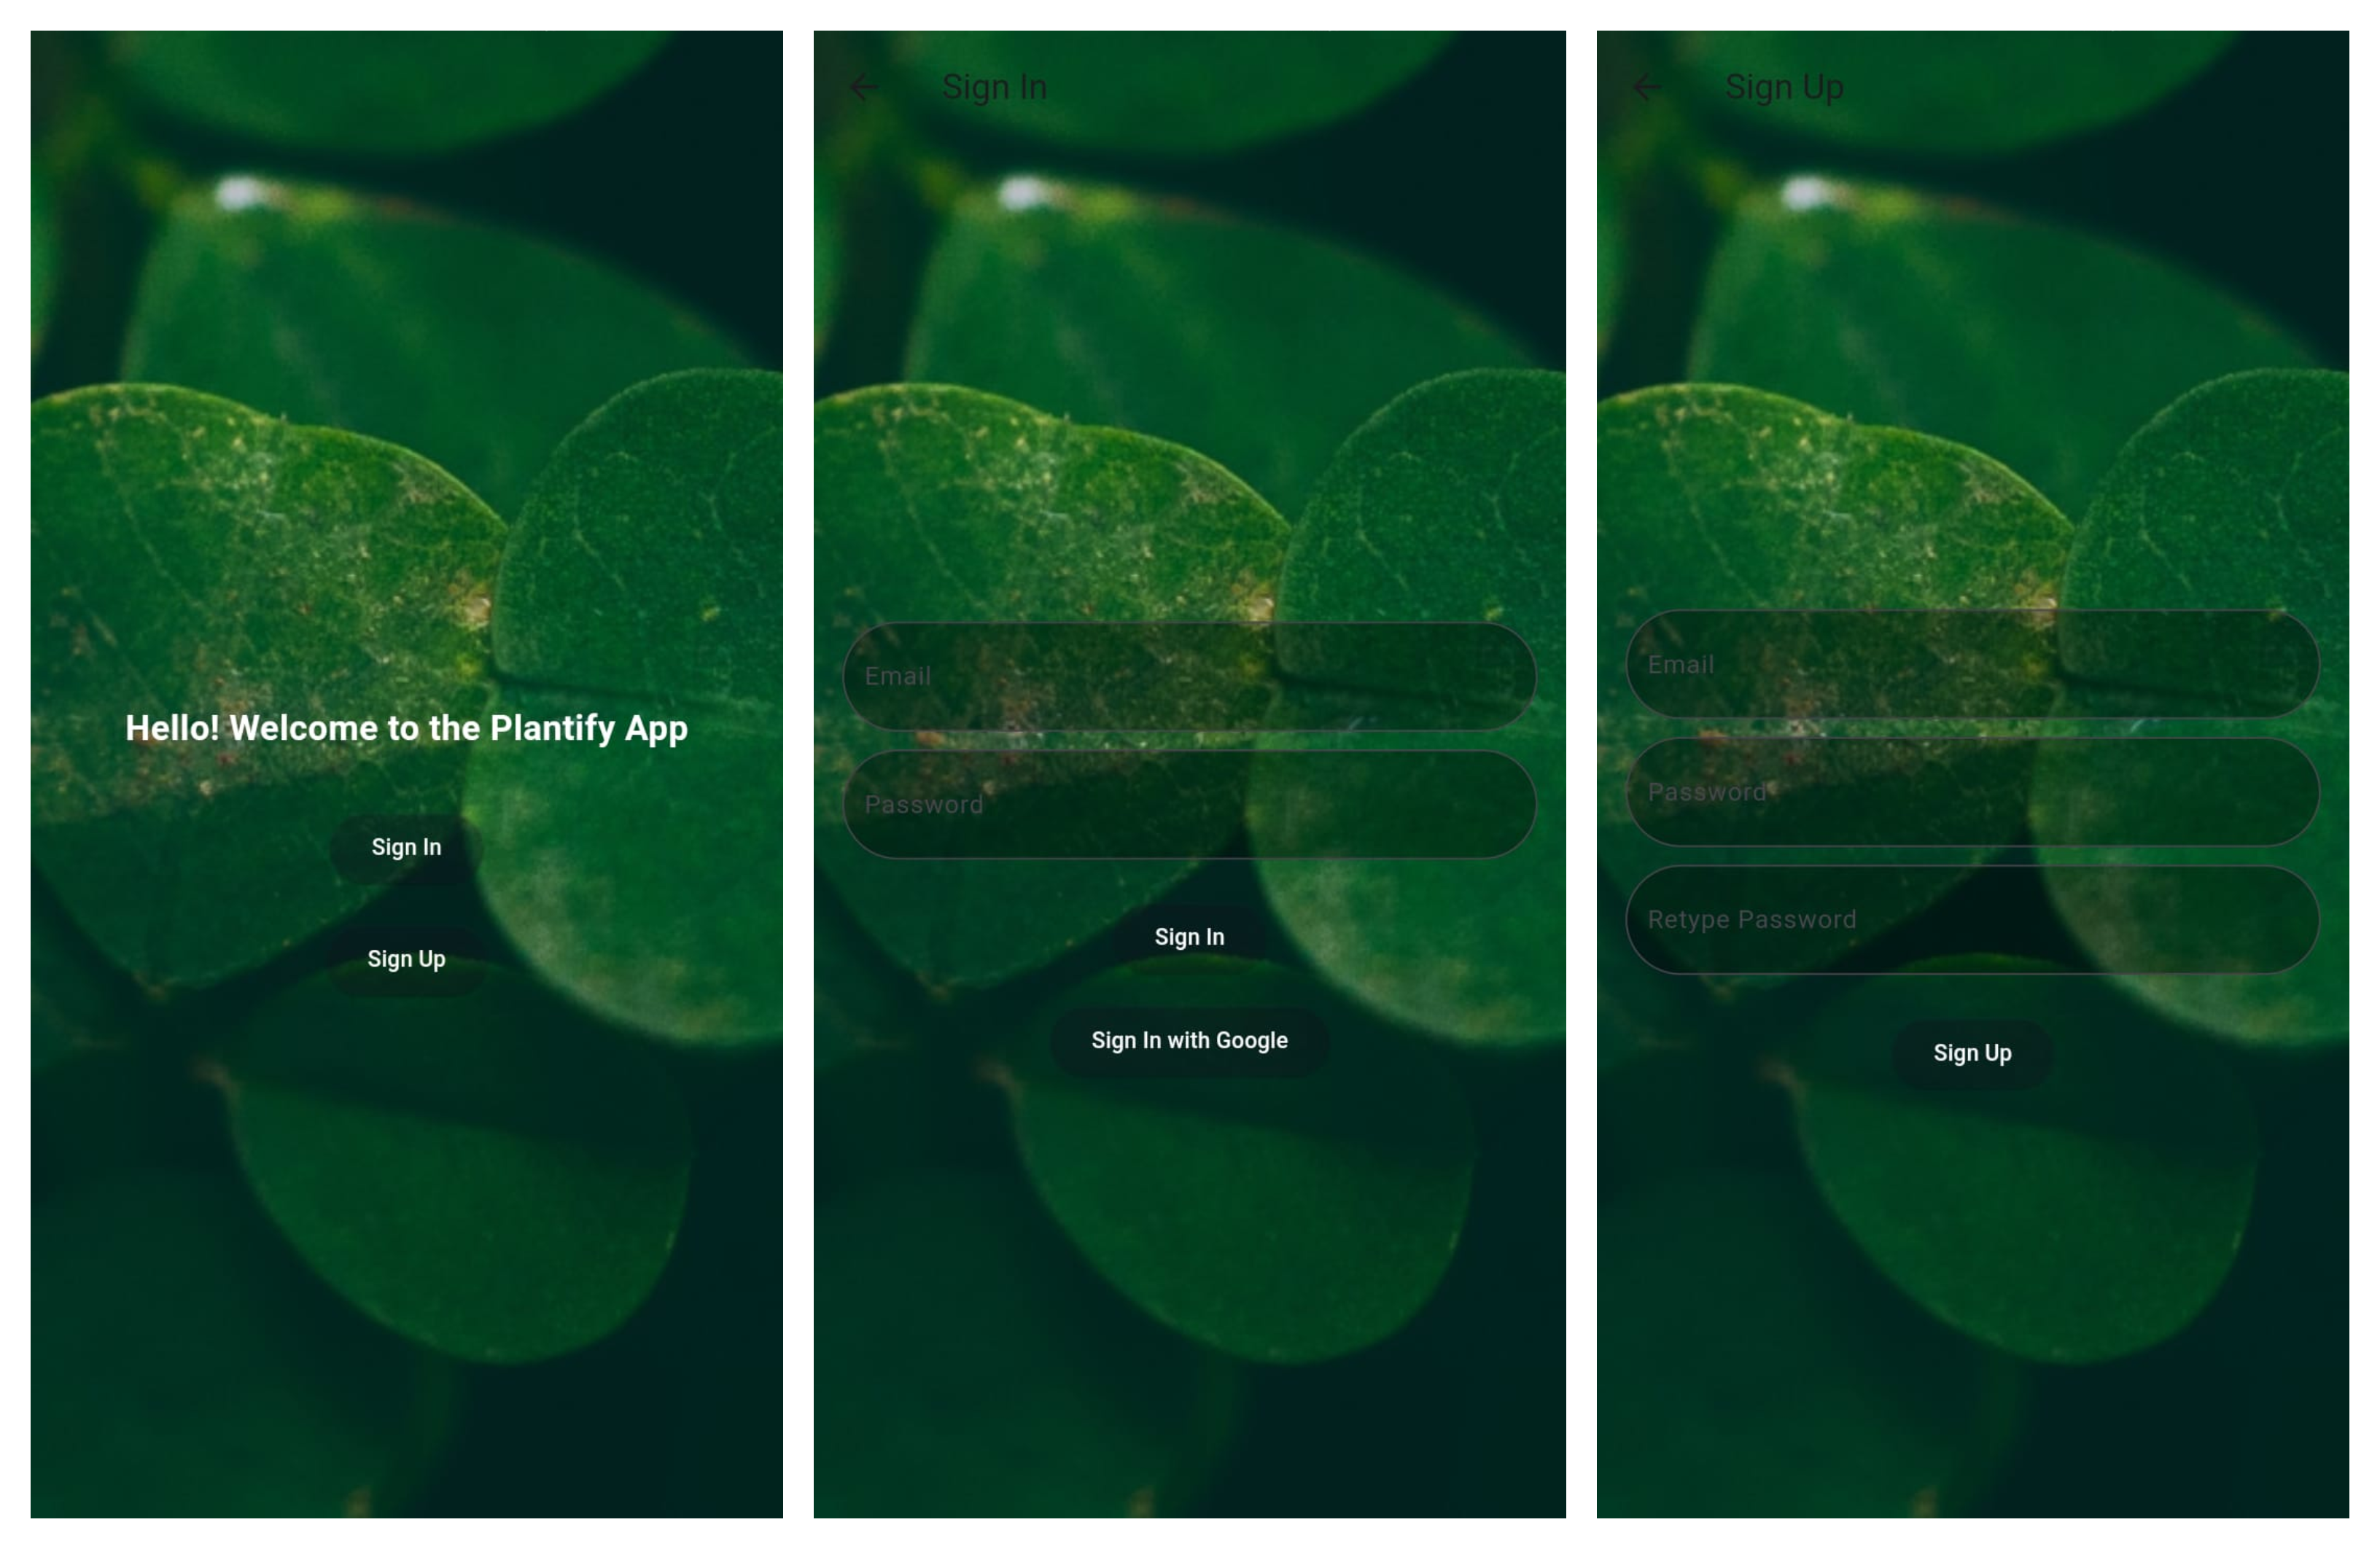 Hello! Welcome to the Plantify App
Sign In
Sign Up
Sign In
Email
Password
Sign In
Sign In with Google
Sign Up
Email
Password
Retype Password
Sign Up